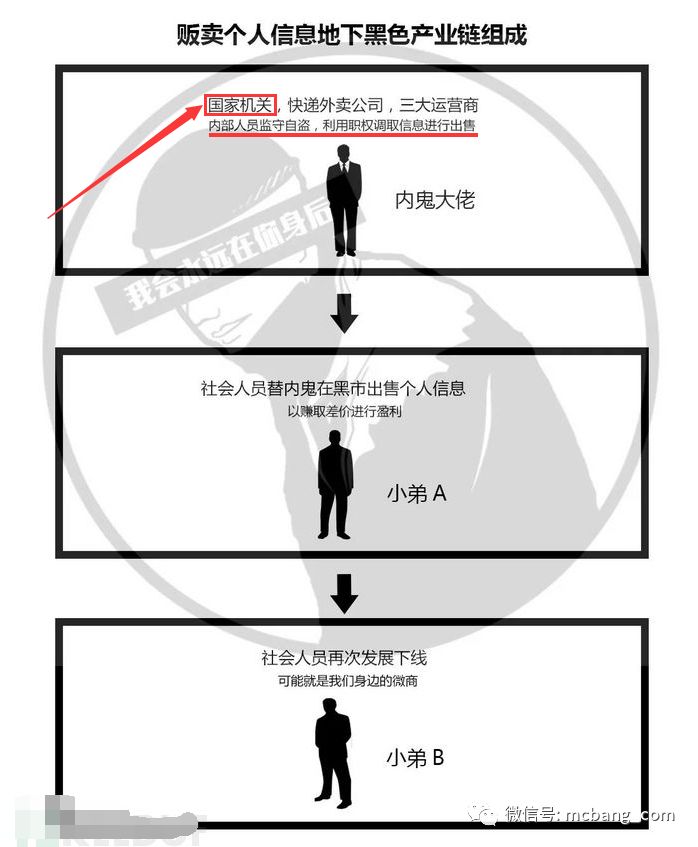 贩卖个人信息地下黑色产业链组成
国家机关，快递外卖公司，三大运营商
内部人员监守自盗，利用职权调取信息进行出售
内鬼大佬
我会永远在你身后
社会人员替内鬼在黑市出售个人信息
以赚取差价进行盈利
小弟 A
社会人员再次发展下线
可能就是我们身边的微商
小弟 B
微信号: mcbang_com